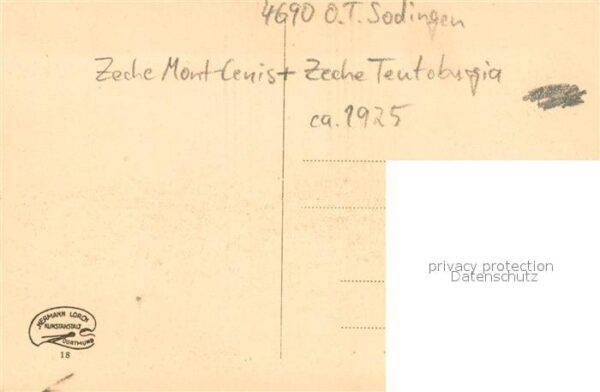 4690 O.T. Sodingen
Zeche Mont-Cenis + Zeche Teutoburgia
ca. 1925
privacy protection
Datenschutz
HERMANN LORCH
KUNSTANSTALT
DORTMUND
18